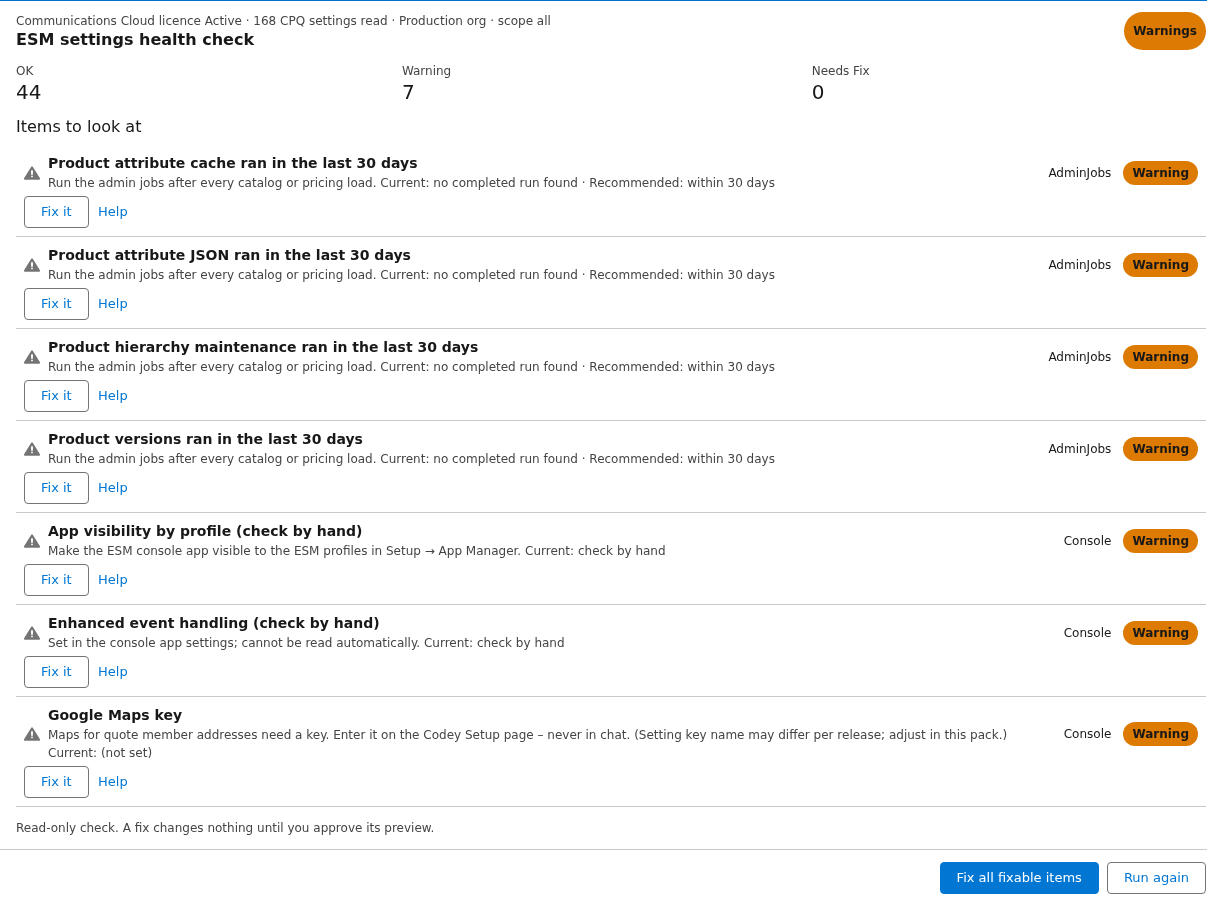 Communications Cloud licence Active · 168 CPQ settings read · Production org · scope all
ESM settings health check
Warnings
OK
44
Warning
7
Needs Fix
0
Items to look at
Product attribute cache ran in the last 30 days
Run the admin jobs after every catalog or pricing load. Current: no completed run found · Recommended: within 30 days
AdminJobs
Warning
Fix it
Help
Product attribute JSON ran in the last 30 days
Run the admin jobs after every catalog or pricing load. Current: no completed run found · Recommended: within 30 days
AdminJobs
Warning
Fix it
Help
Product hierarchy maintenance ran in the last 30 days
Run the admin jobs after every catalog or pricing load. Current: no completed run found · Recommended: within 30 days
AdminJobs
Warning
Fix it
Help
Product versions ran in the last 30 days
Run the admin jobs after every catalog or pricing load. Current: no completed run found · Recommended: within 30 days
AdminJobs
Warning
Fix it
Help
App visibility by profile (check by hand)
Make the ESM console app visible to the ESM profiles in Setup → App Manager. Current: check by hand
Console
Warning
Fix it
Help
Enhanced event handling (check by hand)
Set in the console app settings; cannot be read automatically. Current: check by hand
Console
Warning
Fix it
Help
Google Maps key
Maps for quote member addresses need a key. Enter it on the Codey Setup page – never in chat. (Setting key name may differ per release; adjust in this pack.)
Current: (not set)
Console
Warning
Fix it
Help
Read-only check. A fix changes nothing until you approve its preview.
Fix all fixable items
Run again